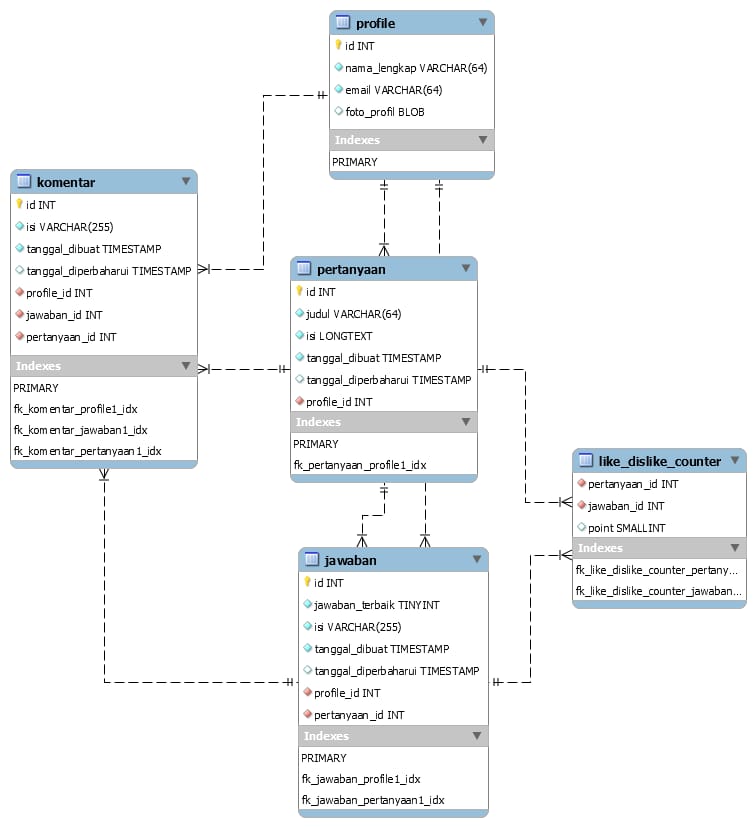 profile
id INT
nama_lengkap VARCHAR(64)
email VARCHAR(64)
foto_profil BLOB
Indexes
PRIMARY
komentar
id INT
isi VARCHAR(255)
tanggal_dibuat TIMESTAMP
tanggal_diperbaharui TIMESTAMP
profile_id INT
jawaban_id INT
pertanyaan_id INT
Indexes
PRIMARY
fk_komentar_profile1_idx
fk_komentar_jawaban1_idx
fk_komentar_pertanyaan1_idx
pertanyaan
id INT
judul VARCHAR(64)
isi LONGTEXT
tanggal_dibuat TIMESTAMP
tanggal_diperbaharui TIMESTAMP
profile_id INT
Indexes
PRIMARY
fk_pertanyaan_profile1_idx
like_dislike_counter
pertanyaan_id INT
jawaban_id INT
point SMALLINT
Indexes
fk_like_dislike_counter_pertany...
fk_like_dislike_counter_jawaban...
jawaban
id INT
jawaban_terbaik TINYINT
isi VARCHAR(255)
tanggal_dibuat TIMESTAMP
tanggal_diperbaharui TIMESTAMP
profile_id INT
pertanyaan_id INT
Indexes
PRIMARY
fk_jawaban_profile1_idx
fk_jawaban_pertanyaan1_idx